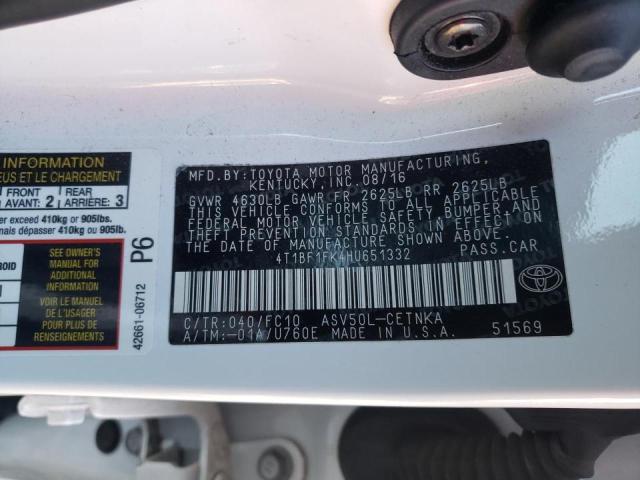 INFORMATION
EUS ET LE CHARGEMENT
FRONT 2
AVANT:
REAR 3
ARRIÈRE:
er exceed 410kg or 905lbs.
mais dépasser 410kg ou 905lb.
SEE OWNER'S
MANUAL FOR
ADDITIONAL
INFORMATION
VOIR LE MANUEL
DE L'USAGER
POUR PLUS DE
RENSEIGNEMENTS
P6
42661-06712
MFD.BY:TOYOTA MOTOR MANUFACTURING,
KENTUCKY, INC. 08/16
GVWR 4630LB GAWR FR 2625LB RR 2625LB
THIS VEHICLE CONFORMS TO ALL APPLICABLE
FEDERAL MOTOR VEHICLE SAFETY, BUMPER AND
THEFT PREVENTION STANDARDS IN EFFECT ON
THE DATE OF MANUFACTURE SHOWN ABOVE.
4T1BF1FK4HU651332 PASS.CAR
C/TR:040/FC10 ASV50L-CETNKA
A/TM:-01A/U760E MADE IN U.S.A.
51569
TOYOTA